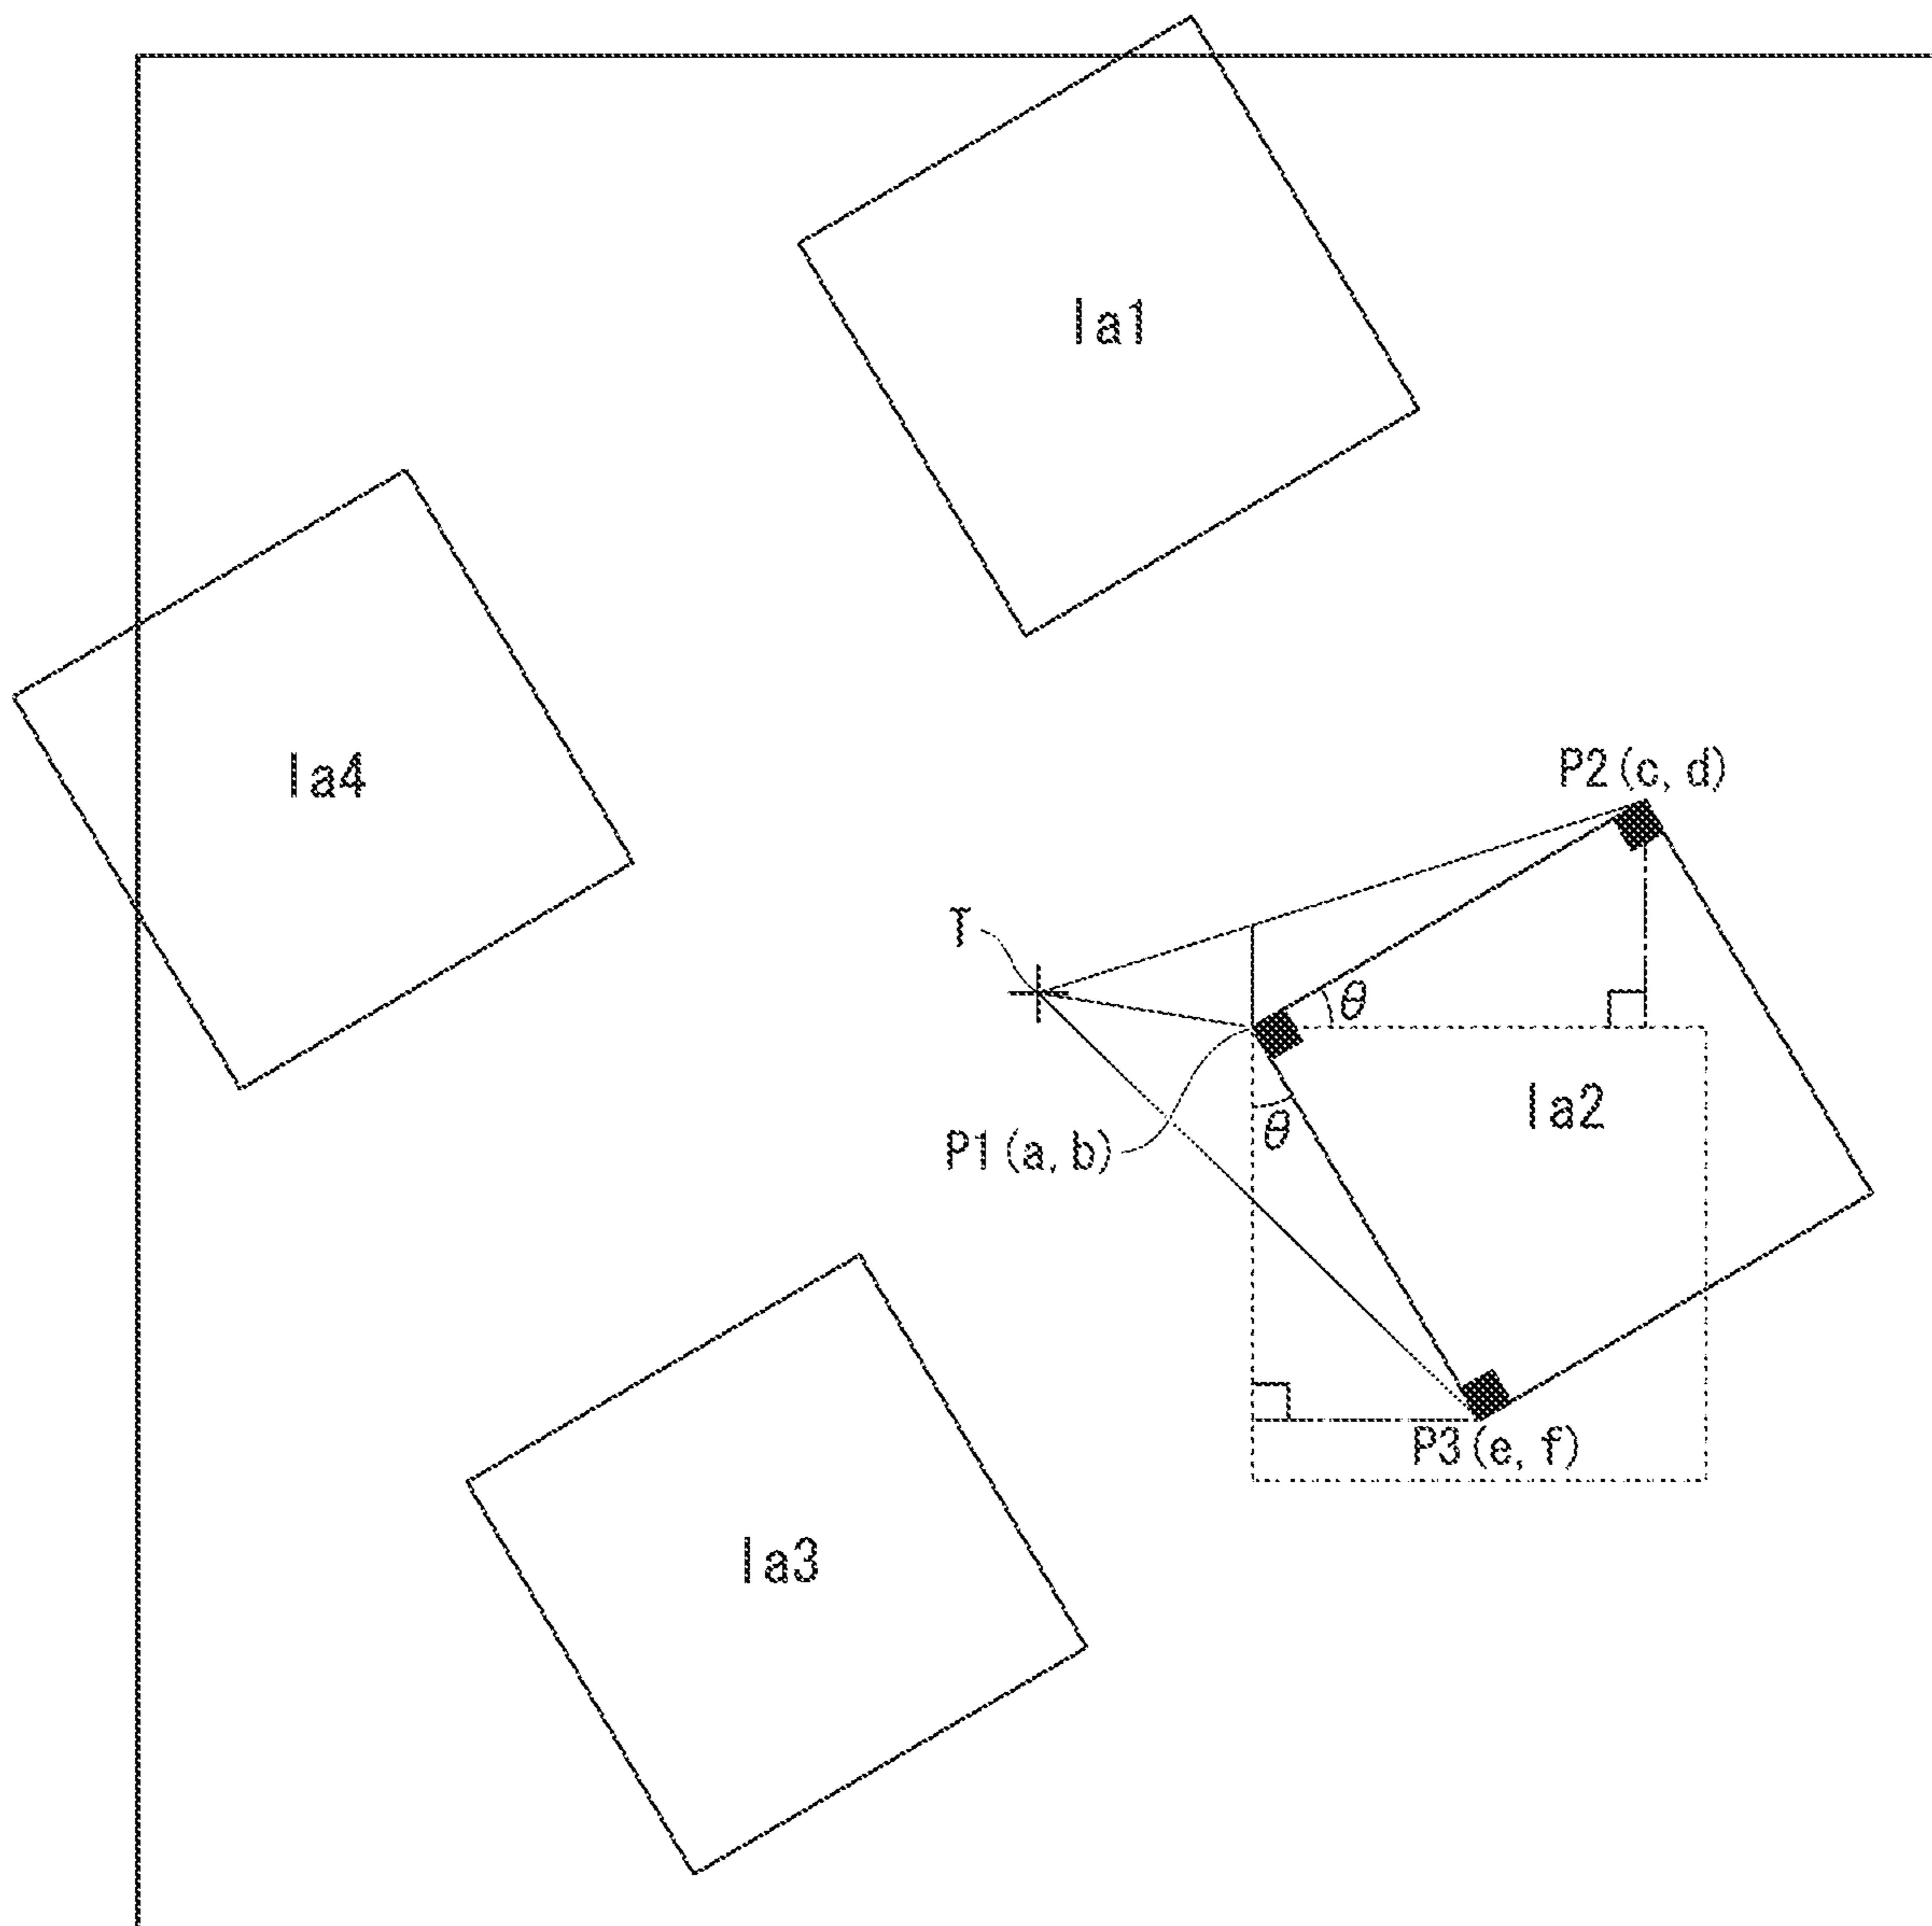 Ia1
Ia4
P2(c, d)
T
θ
Ia2
θ
P1(a, b)
P3(e, f)
Ia3